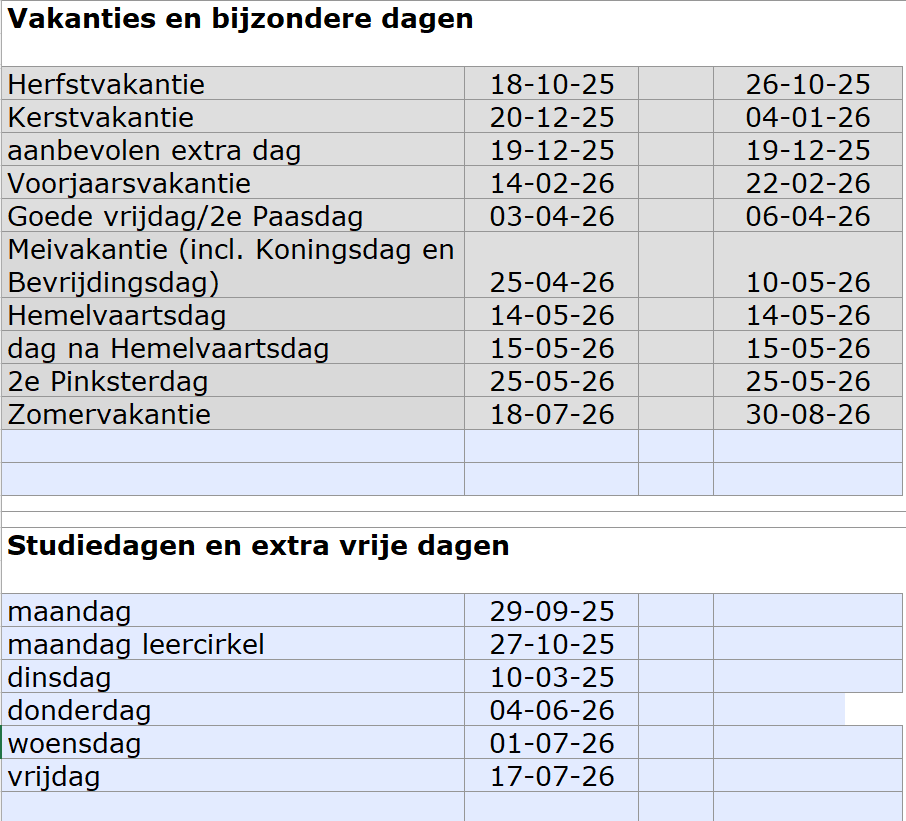 Vakanties en bijzondere dagen
Herfstvakantie 18-10-25 26-10-25
Kerstvakantie 20-12-25 04-01-26
aanbevolen extra dag 19-12-25 19-12-25
Voorjaarsvakantie 14-02-26 22-02-26
Goede vrijdag/2e Paasdag 03-04-26 06-04-26
Meivakantie (incl. Koningsdag en
Bevrijdingsdag) 25-04-26 10-05-26
Hemelvaartsdag 14-05-26 14-05-26
dag na Hemelvaartsdag 15-05-26 15-05-26
2e Pinksterdag 25-05-26 25-05-26
Zomervakantie 18-07-26 30-08-26
Studiedagen en extra vrije dagen
maandag 29-09-25
maandag leercirkel 27-10-25
dinsdag 10-03-25
donderdag 04-06-26
woensdag 01-07-26
vrijdag 17-07-26